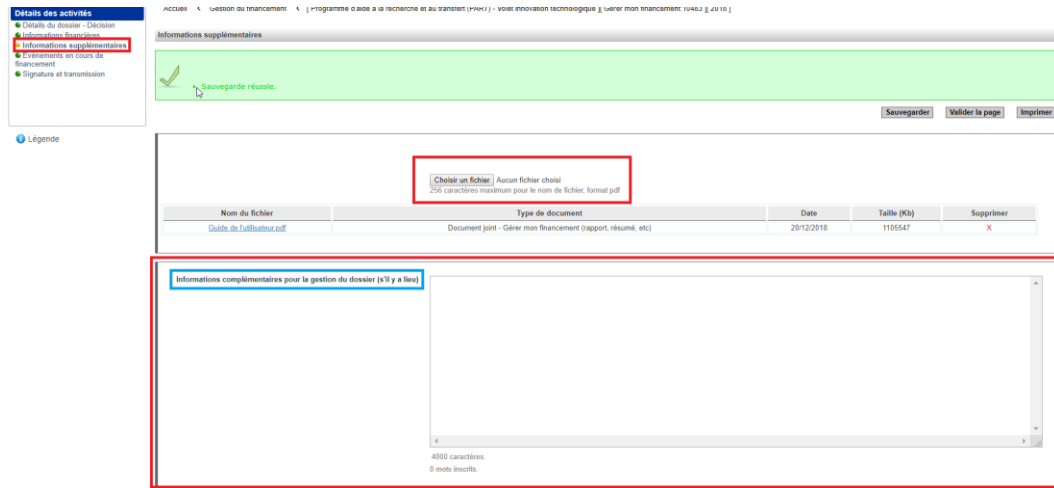 Accueil < Gestion du financement < [ Programme d'aide à la recherche et au transfert (PART) - Volet innovation technologique ][ Gérer mon financement 10463 ][ 2018 ]
Détails des activités
Détails du dossier - Décision
Informations financières
Informations supplémentaires
Événements en cours de
financement
Signature et transmission
Légende
Informations supplémentaires
Sauvegarde réussie.
Sauvegarder Valider la page Imprimer
Choisir un fichier Aucun fichier choisi
256 caractères maximum pour le nom de fichier, format pdf
Nom du fichier Type de document Date Taille (Kb) Supprimer
Guide de l'utilisateur.pdf Document joint - Gérer mon financement (rapport, résumé, etc) 20/12/2018 1105547 X
Informations complémentaires pour la gestion du dossier (s'il y a lieu)
4000 caractères.
0 mots inscrits.